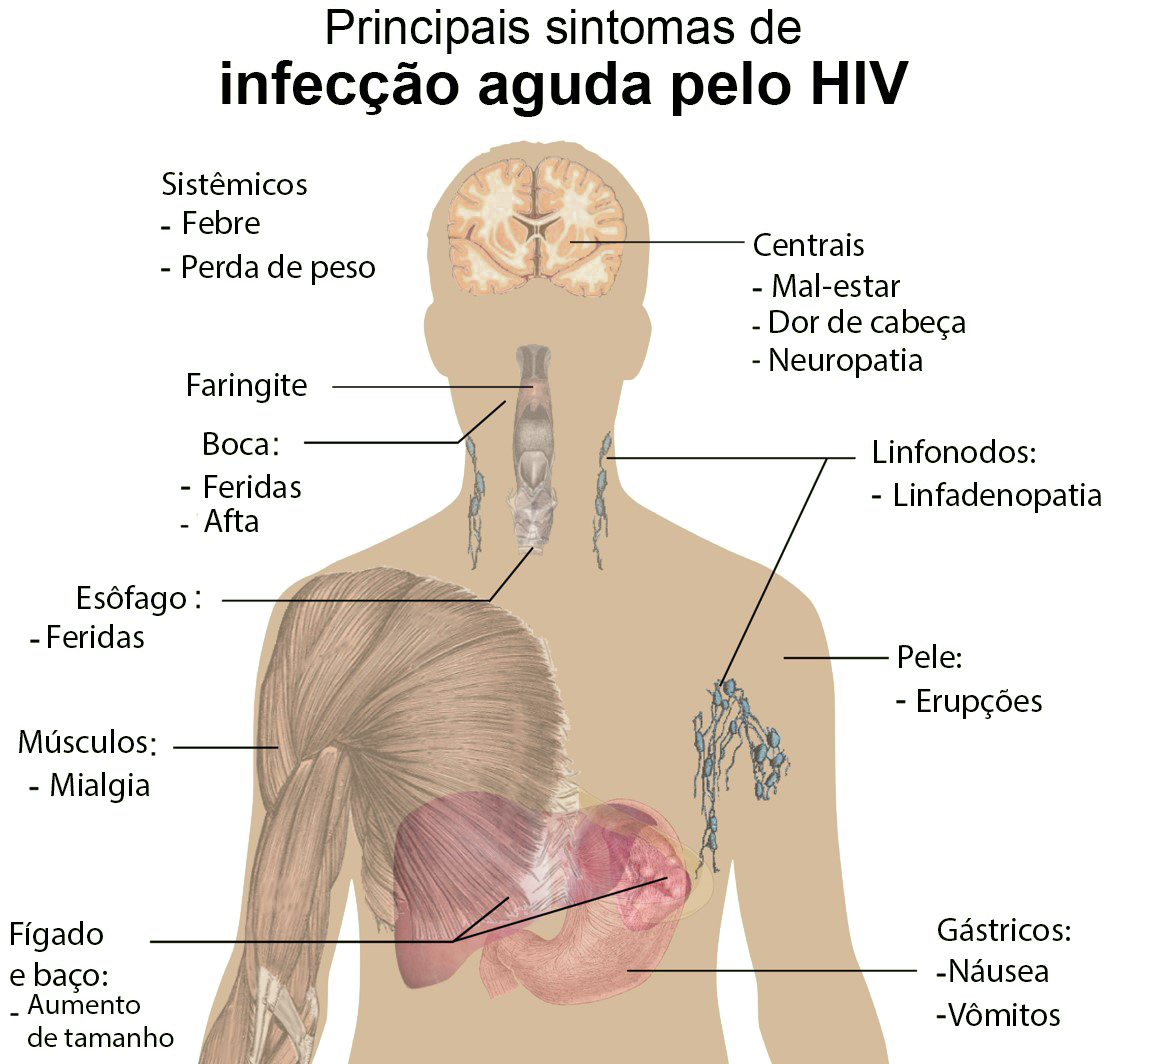 Principais sintomas de
infecção aguda pelo HIV
Sistêmicos
- Febre
- Perda de peso
Centrais
- Mal-estar
- Dor de cabeça
- Neuropatia
Faringite
Boca:
- Feridas
- Afta
Linfonodos:
- Linfadenopatia
Esôfago :
- Feridas
Pele:
- Erupções
Músculos:
- Mialgia
Fígado
e baço:
- Aumento
de tamanho
Gástricos:
-Náusea
-Vômitos